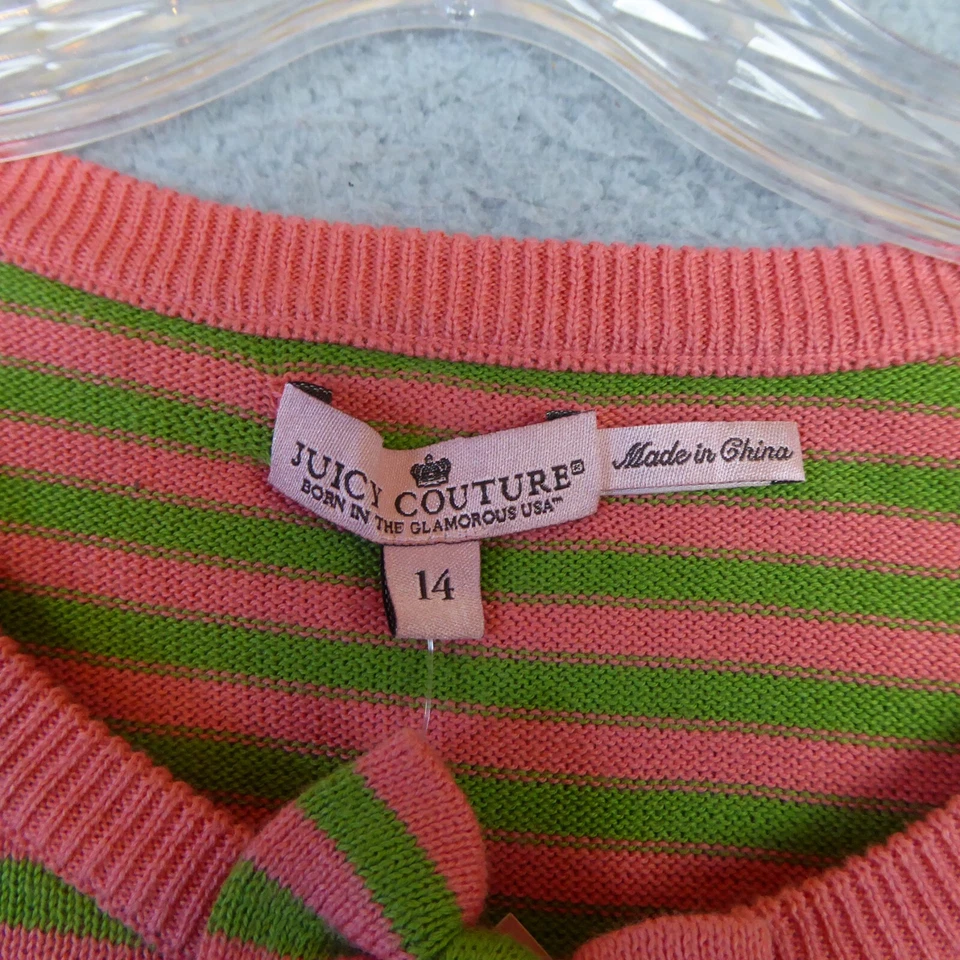 JUICY COUTURE®
BORN IN THE GLAMOROUS USA™
Made in China
14